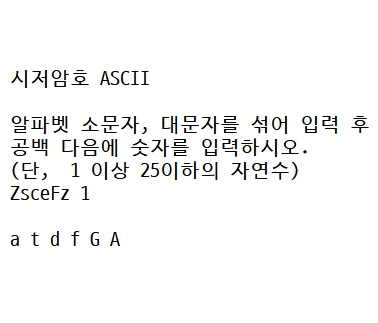 시저암호 ASCII
알파벳 소문자, 대문자를 섞어 입력 후
공백 다음에 숫자를 입력하시오.
(단, 1 이상 25이하의 자연수)
ZsceFz 1
a t d f G A